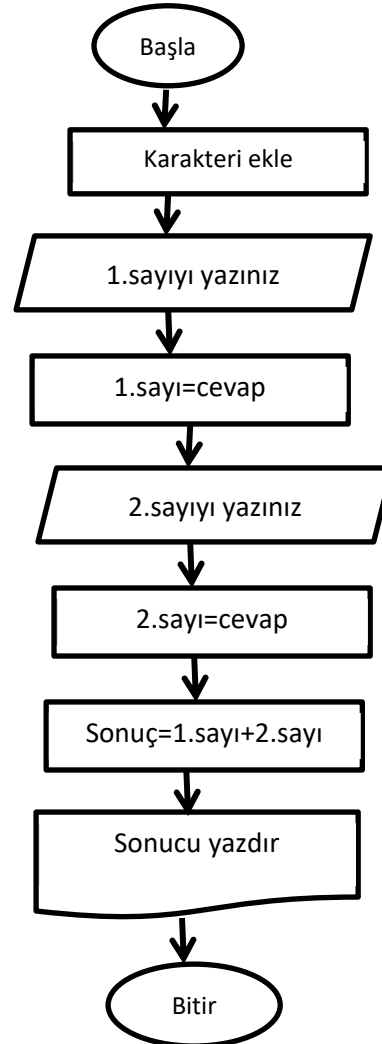 Başla
Karakteri ekle
1.sayıyı yazınız
1.sayı=cevap
2.sayıyı yazınız
2.sayı=cevap
Sonuç=1.sayı+2.sayı
Sonucu yazdır
Bitir